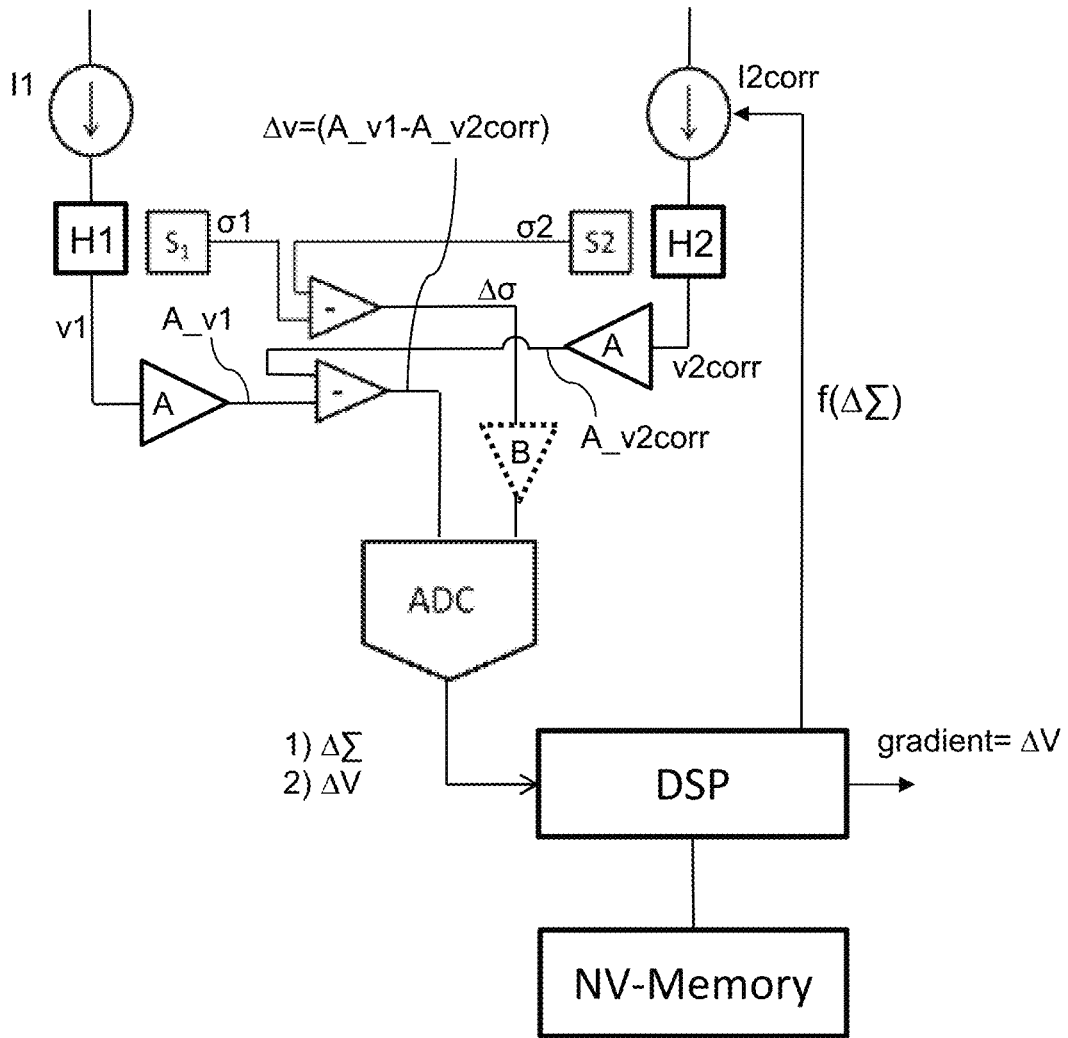 I1
I2corr
Δv=(A_v1-A_v2corr)
H1
S1
σ1
σ2
S2
H2
-
Δσ
v1
A_v1
A
-
A
v2corr
A_v2corr
B
f(Δ∑)
ADC
1) Δ∑
2) ΔV
DSP
gradient= ΔV
NV-Memory